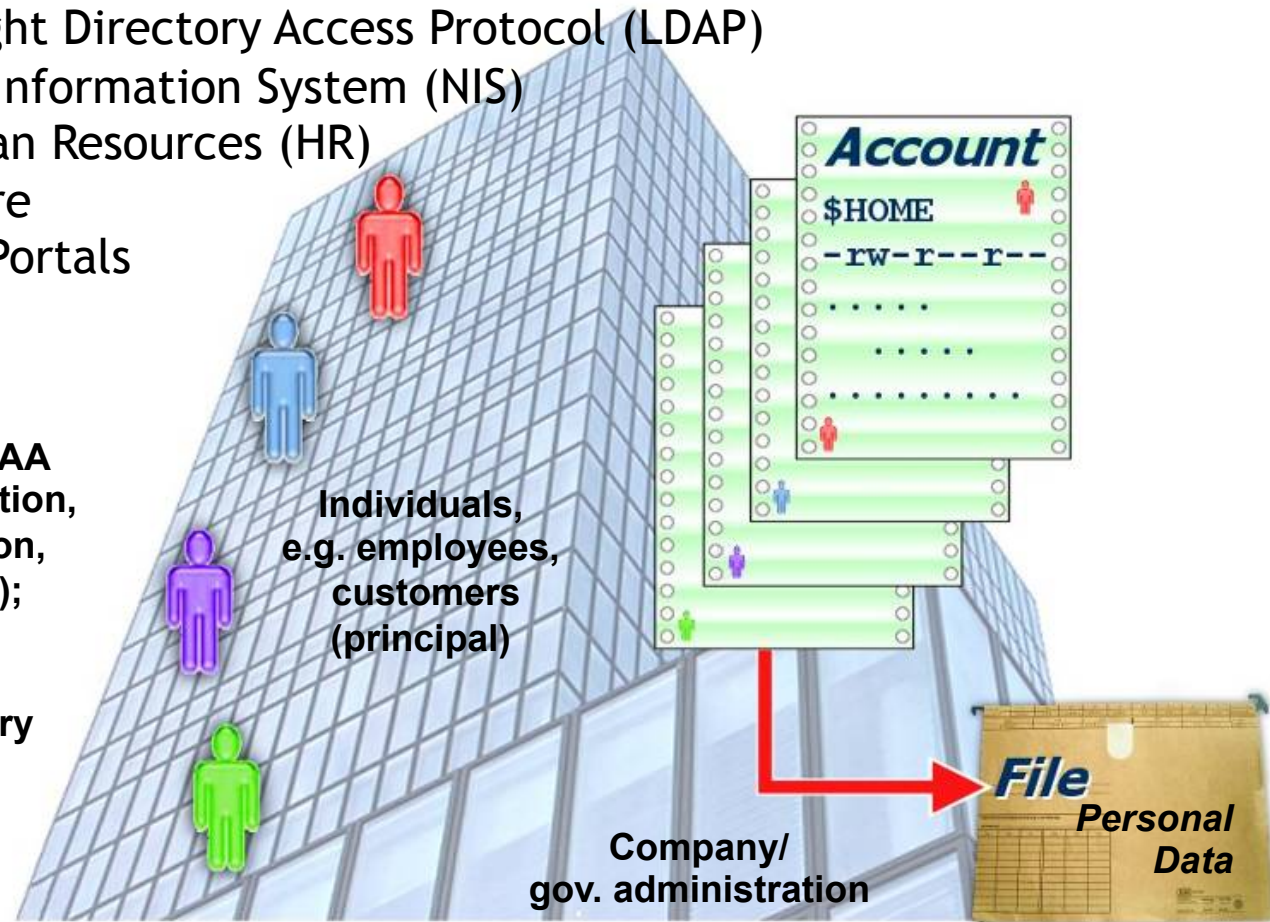 ght Directory Access Protocol (LDAP)
Information System (NIS)
an Resources (HR)
re
Portals
AA
tion,
on,
);
ry
Individuals,
e.g. employees,
customers
(principal)
Account
$HOME
-rw-r--r--
. . . . .
. . . . .
. . . . . . . . .
Company/
gov. administration
File
Personal
Data